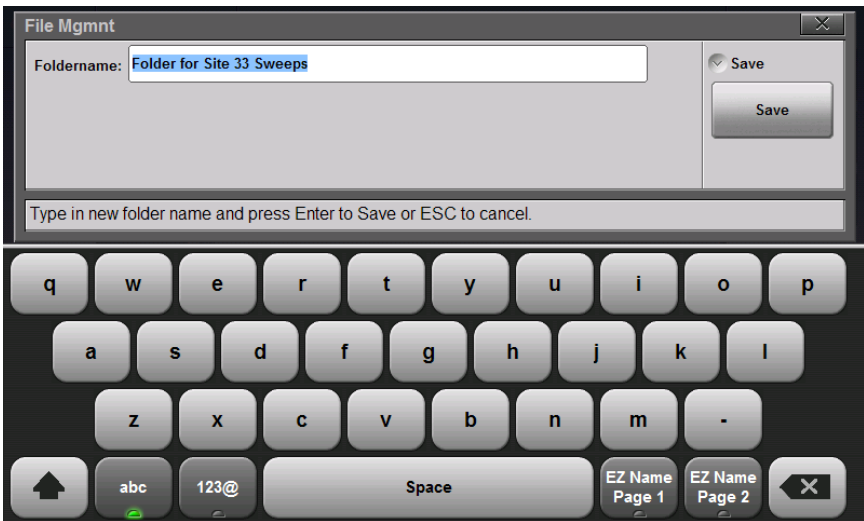 File Mgmnt
Foldername: Folder for Site 33 Sweeps
Save
Save
Type in new folder name and press Enter to Save or ESC to cancel.
q w e r t y u i o p
a s d f g h j k l
z x c v b n m -
abc 123@ Space EZ Name Page 1 EZ Name Page 2